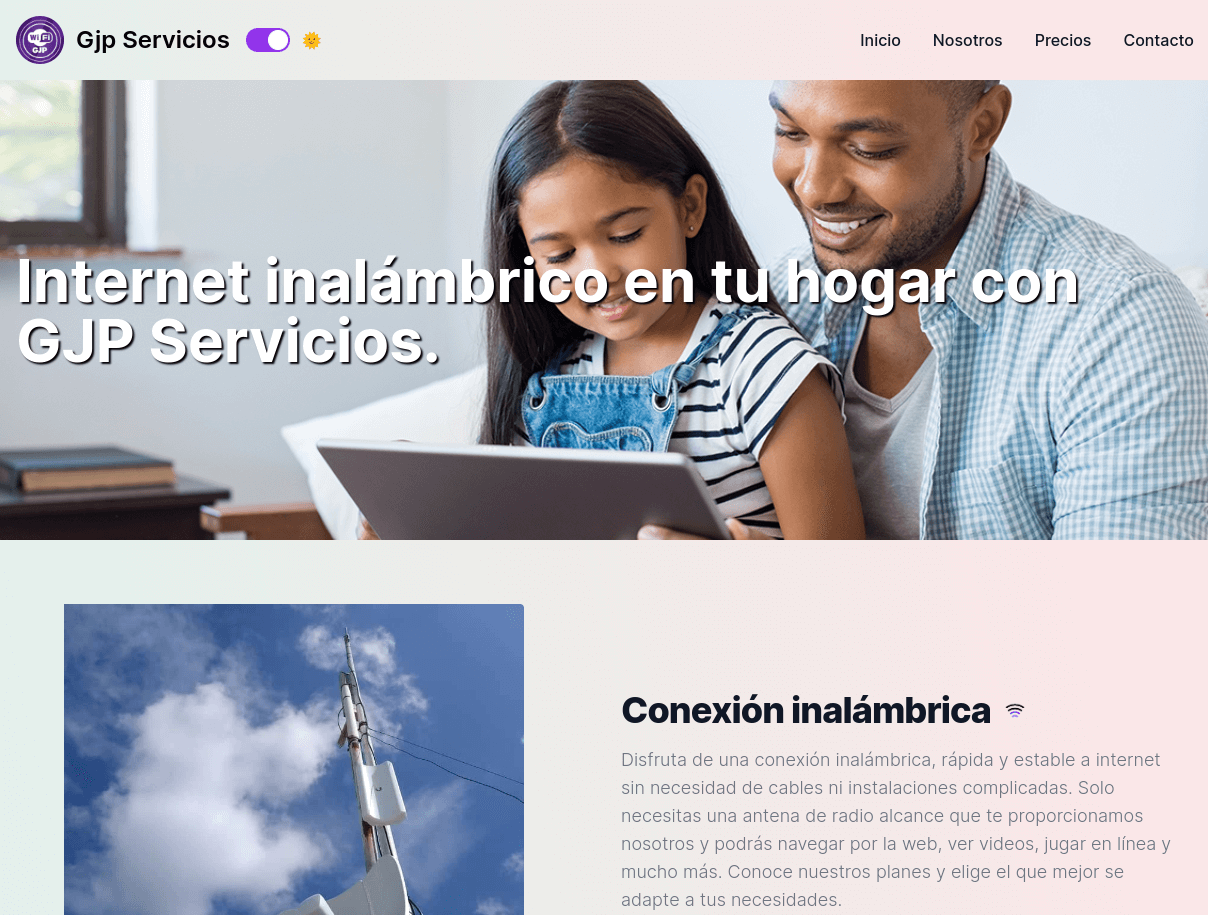 WiFi
GJP
Gjp Servicios
Inicio
Nosotros
Precios
Contacto
Internet inalámbrico en tu hogar con
GJP Servicios.
Conexión inalámbrica
Disfruta de una conexión inalámbrica, rápida y estable a internet
sin necesidad de cables ni instalaciones complicadas. Solo
necesitas una antena de radio alcance que te proporcionamos
nosotros y podrás navegar por la web, ver videos, jugar en línea y
mucho más. Conoce nuestros planes y elige el que mejor se
adapte a tus necesidades.